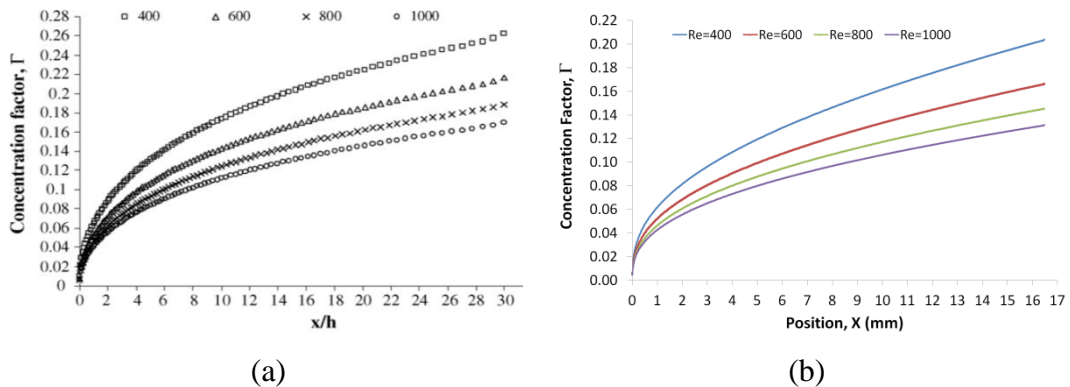 0.28
□ 400 △ 600 × 800 ○ 1000
0.26
0.24
0.22
0.2
0.18
0.16
0.14
0.12
0.1
0.08
0.06
0.04
0.02
0
Concentration factor, Γ
0 2 4 6 8 10 12 14 16 18 20 22 24 26 28 30
x/h
(a)
0.22
Re=400 Re=600 Re=800 Re=1000
0.20
0.18
0.16
0.14
0.12
0.10
0.08
0.06
0.04
0.02
0.00
Concentration Factor, Γ
0 1 2 3 4 5 6 7 8 9 10 11 12 13 14 15 16 17
Position, X (mm)
(b)